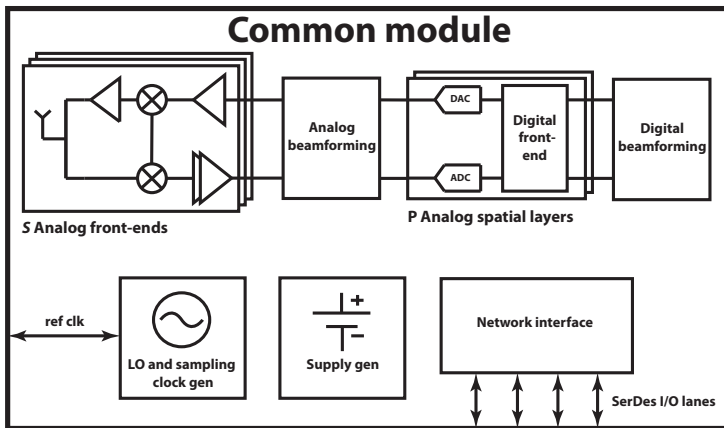 Common module
DAC
Analog
beamforming
Digital
front-
end
Digital
beamforming
ADC
S Analog front-ends
P Analog spatial layers
ref clk
LO and sampling
clock gen
Supply gen
Network interface
SerDes I/O lanes